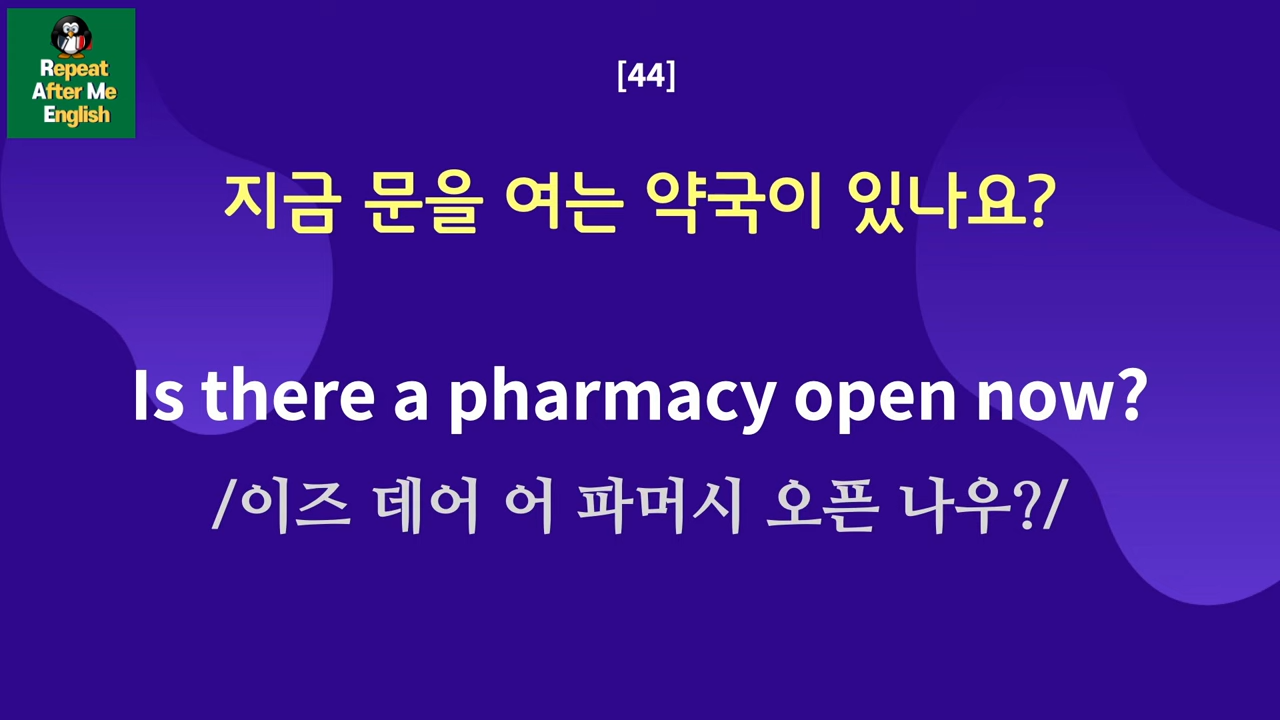 Repeat
After Me
English
[44]
지금 문을 여는 약국이 있나요?
Is there a pharmacy open now?
/이즈 데어 어 파머시 오픈 나우?/